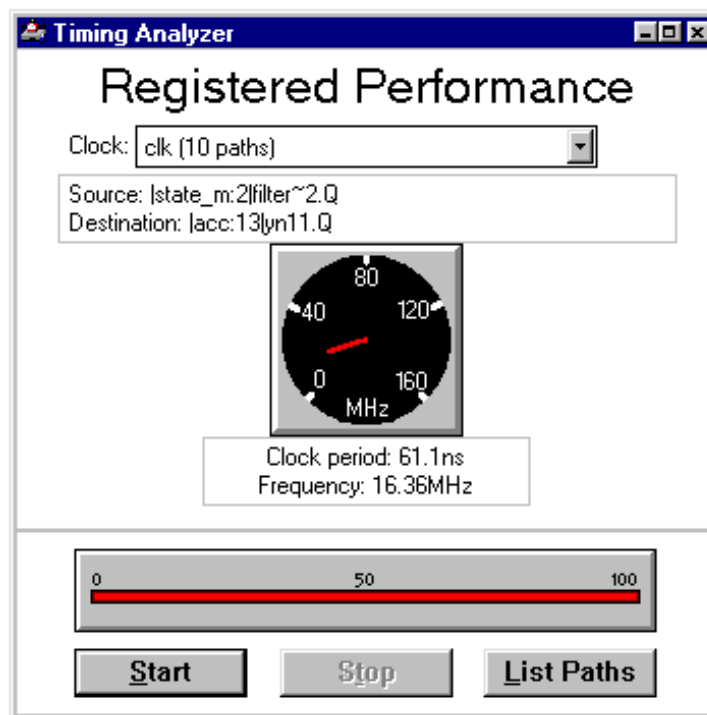 Timing Analyzer
Registered Performance
Clock: clk (10 paths)
Source: |state_m:2|filter~2.Q
Destination: |acc:13|yn11.Q
80
40 120
0 160
MHz
Clock period: 61.1ns
Frequency: 16.36MHz
0 50 100
Start Stop List Paths